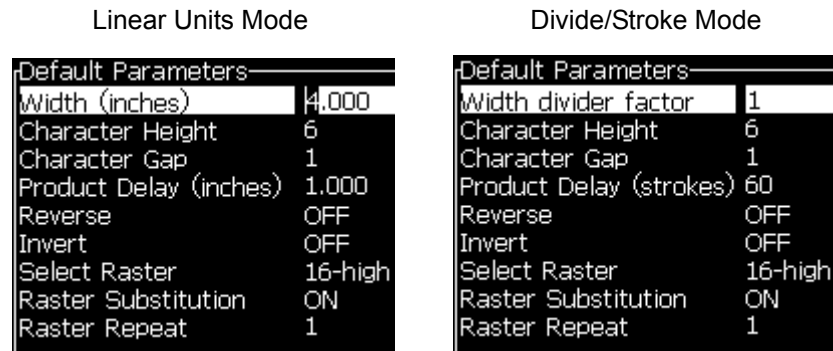 Linear Units Mode
Default Parameters
Width (inches) 4.000
Character Height 6
Character Gap 1
Product Delay (inches) 1.000
Reverse OFF
Invert OFF
Select Raster 16-high
Raster Substitution ON
Raster Repeat 1
Divide/Stroke Mode
Default Parameters
Width divider factor 1
Character Height 6
Character Gap 1
Product Delay (strokes) 60
Reverse OFF
Invert OFF
Select Raster 16-high
Raster Substitution ON
Raster Repeat 1